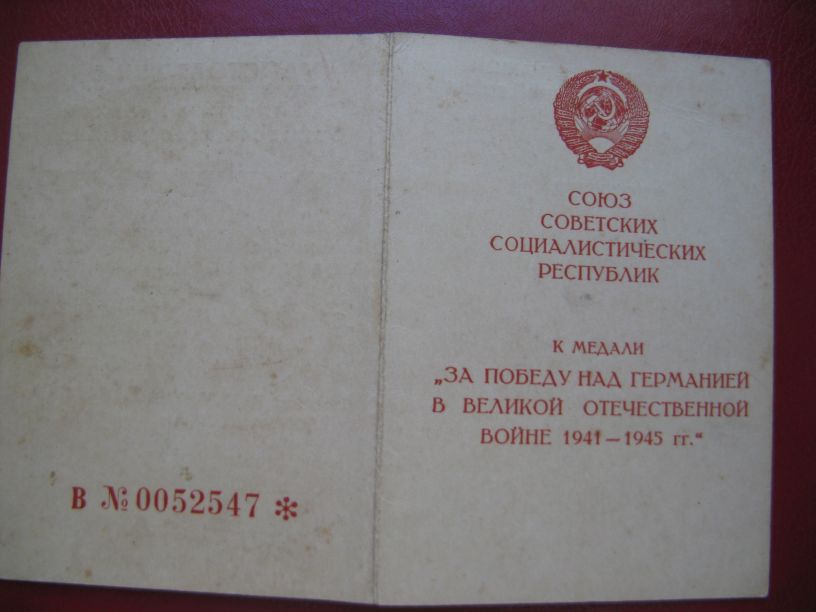 В №0052547 *
СОЮЗ
СОВЕТСКИХ
СОЦИАЛИСТИЧЕСКИХ
РЕСПУБЛИК
К МЕДАЛИ
„ЗА ПОБЕДУ НАД ГЕРМАНИЕЙ
В ВЕЛИКОЙ ОТЕЧЕСТВЕННОЙ
ВОЙНЕ 1941—1945 гг.“